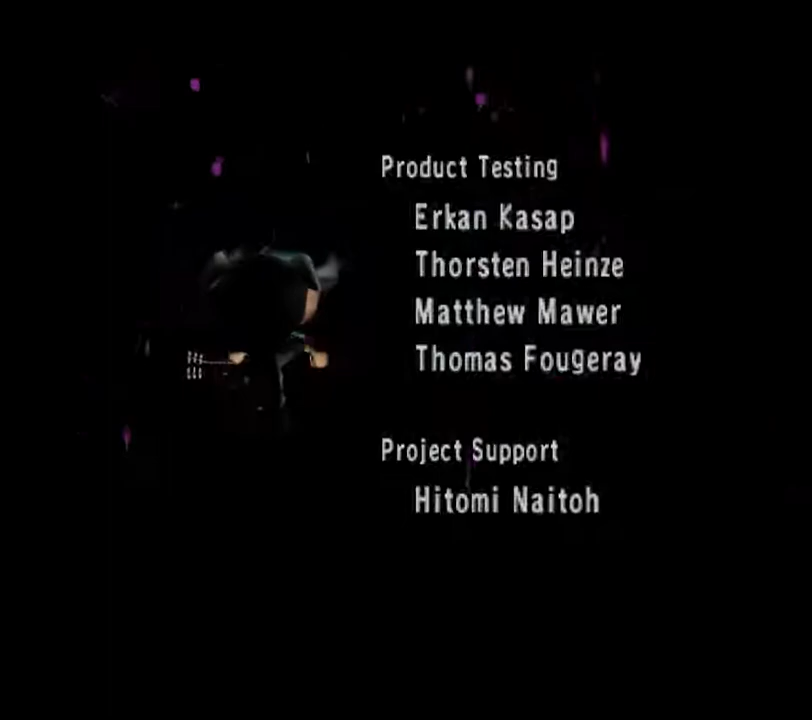 Product Testing
Erkan Kasap
Thorsten Heinze
Matthew Mawer
Thomas Fougeray
Project Support
Hitomi Naitoh